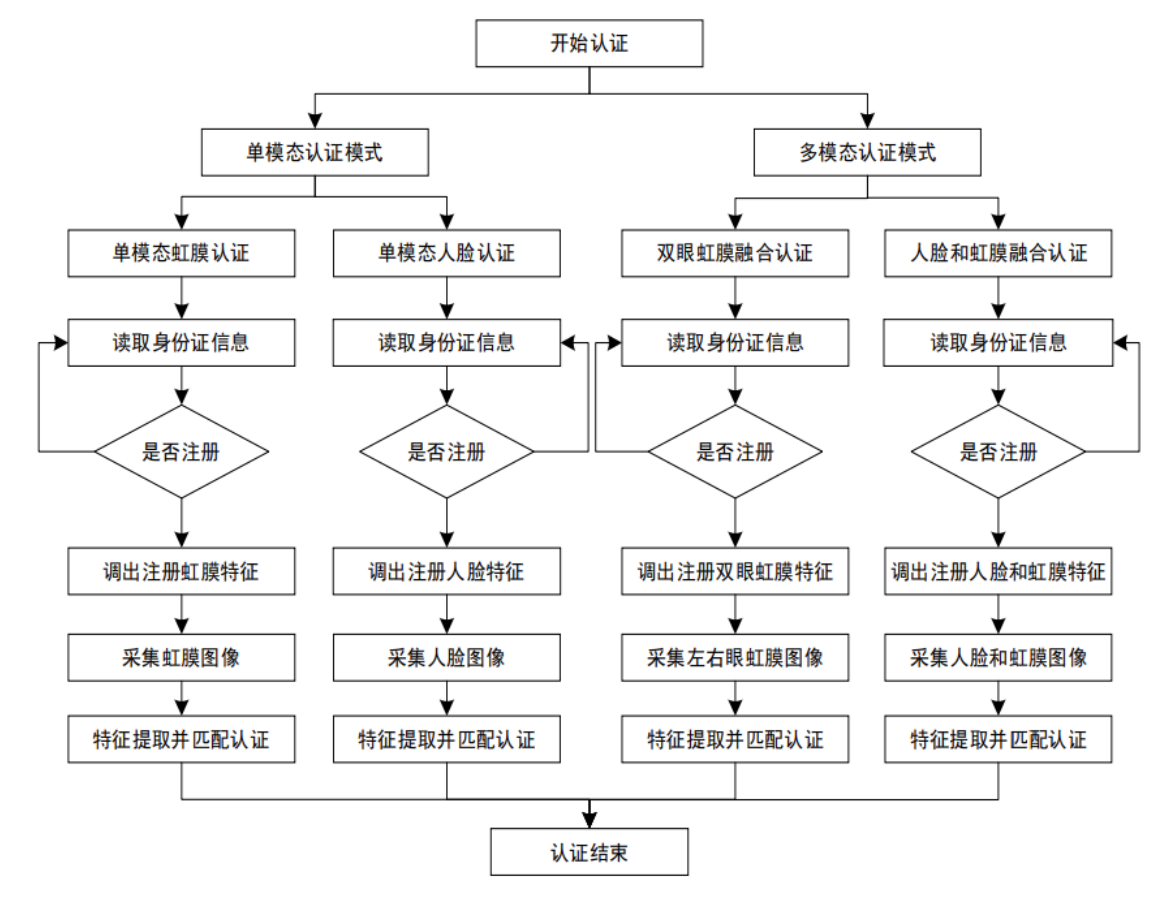 开始认证
单模态认证模式
多模态认证模式
单模态虹膜认证
单模态人脸认证
双眼虹膜融合认证
人脸和虹膜融合认证
读取身份证信息
读取身份证信息
读取身份证信息
读取身份证信息
是否注册
是否注册
是否注册
是否注册
调出注册虹膜特征
调出注册人脸特征
调出注册双眼虹膜特征
调出注册人脸和虹膜特征
采集虹膜图像
采集人脸图像
采集左右眼虹膜图像
采集人脸和虹膜图像
特征提取并匹配认证
特征提取并匹配认证
特征提取并匹配认证
特征提取并匹配认证
认证结束